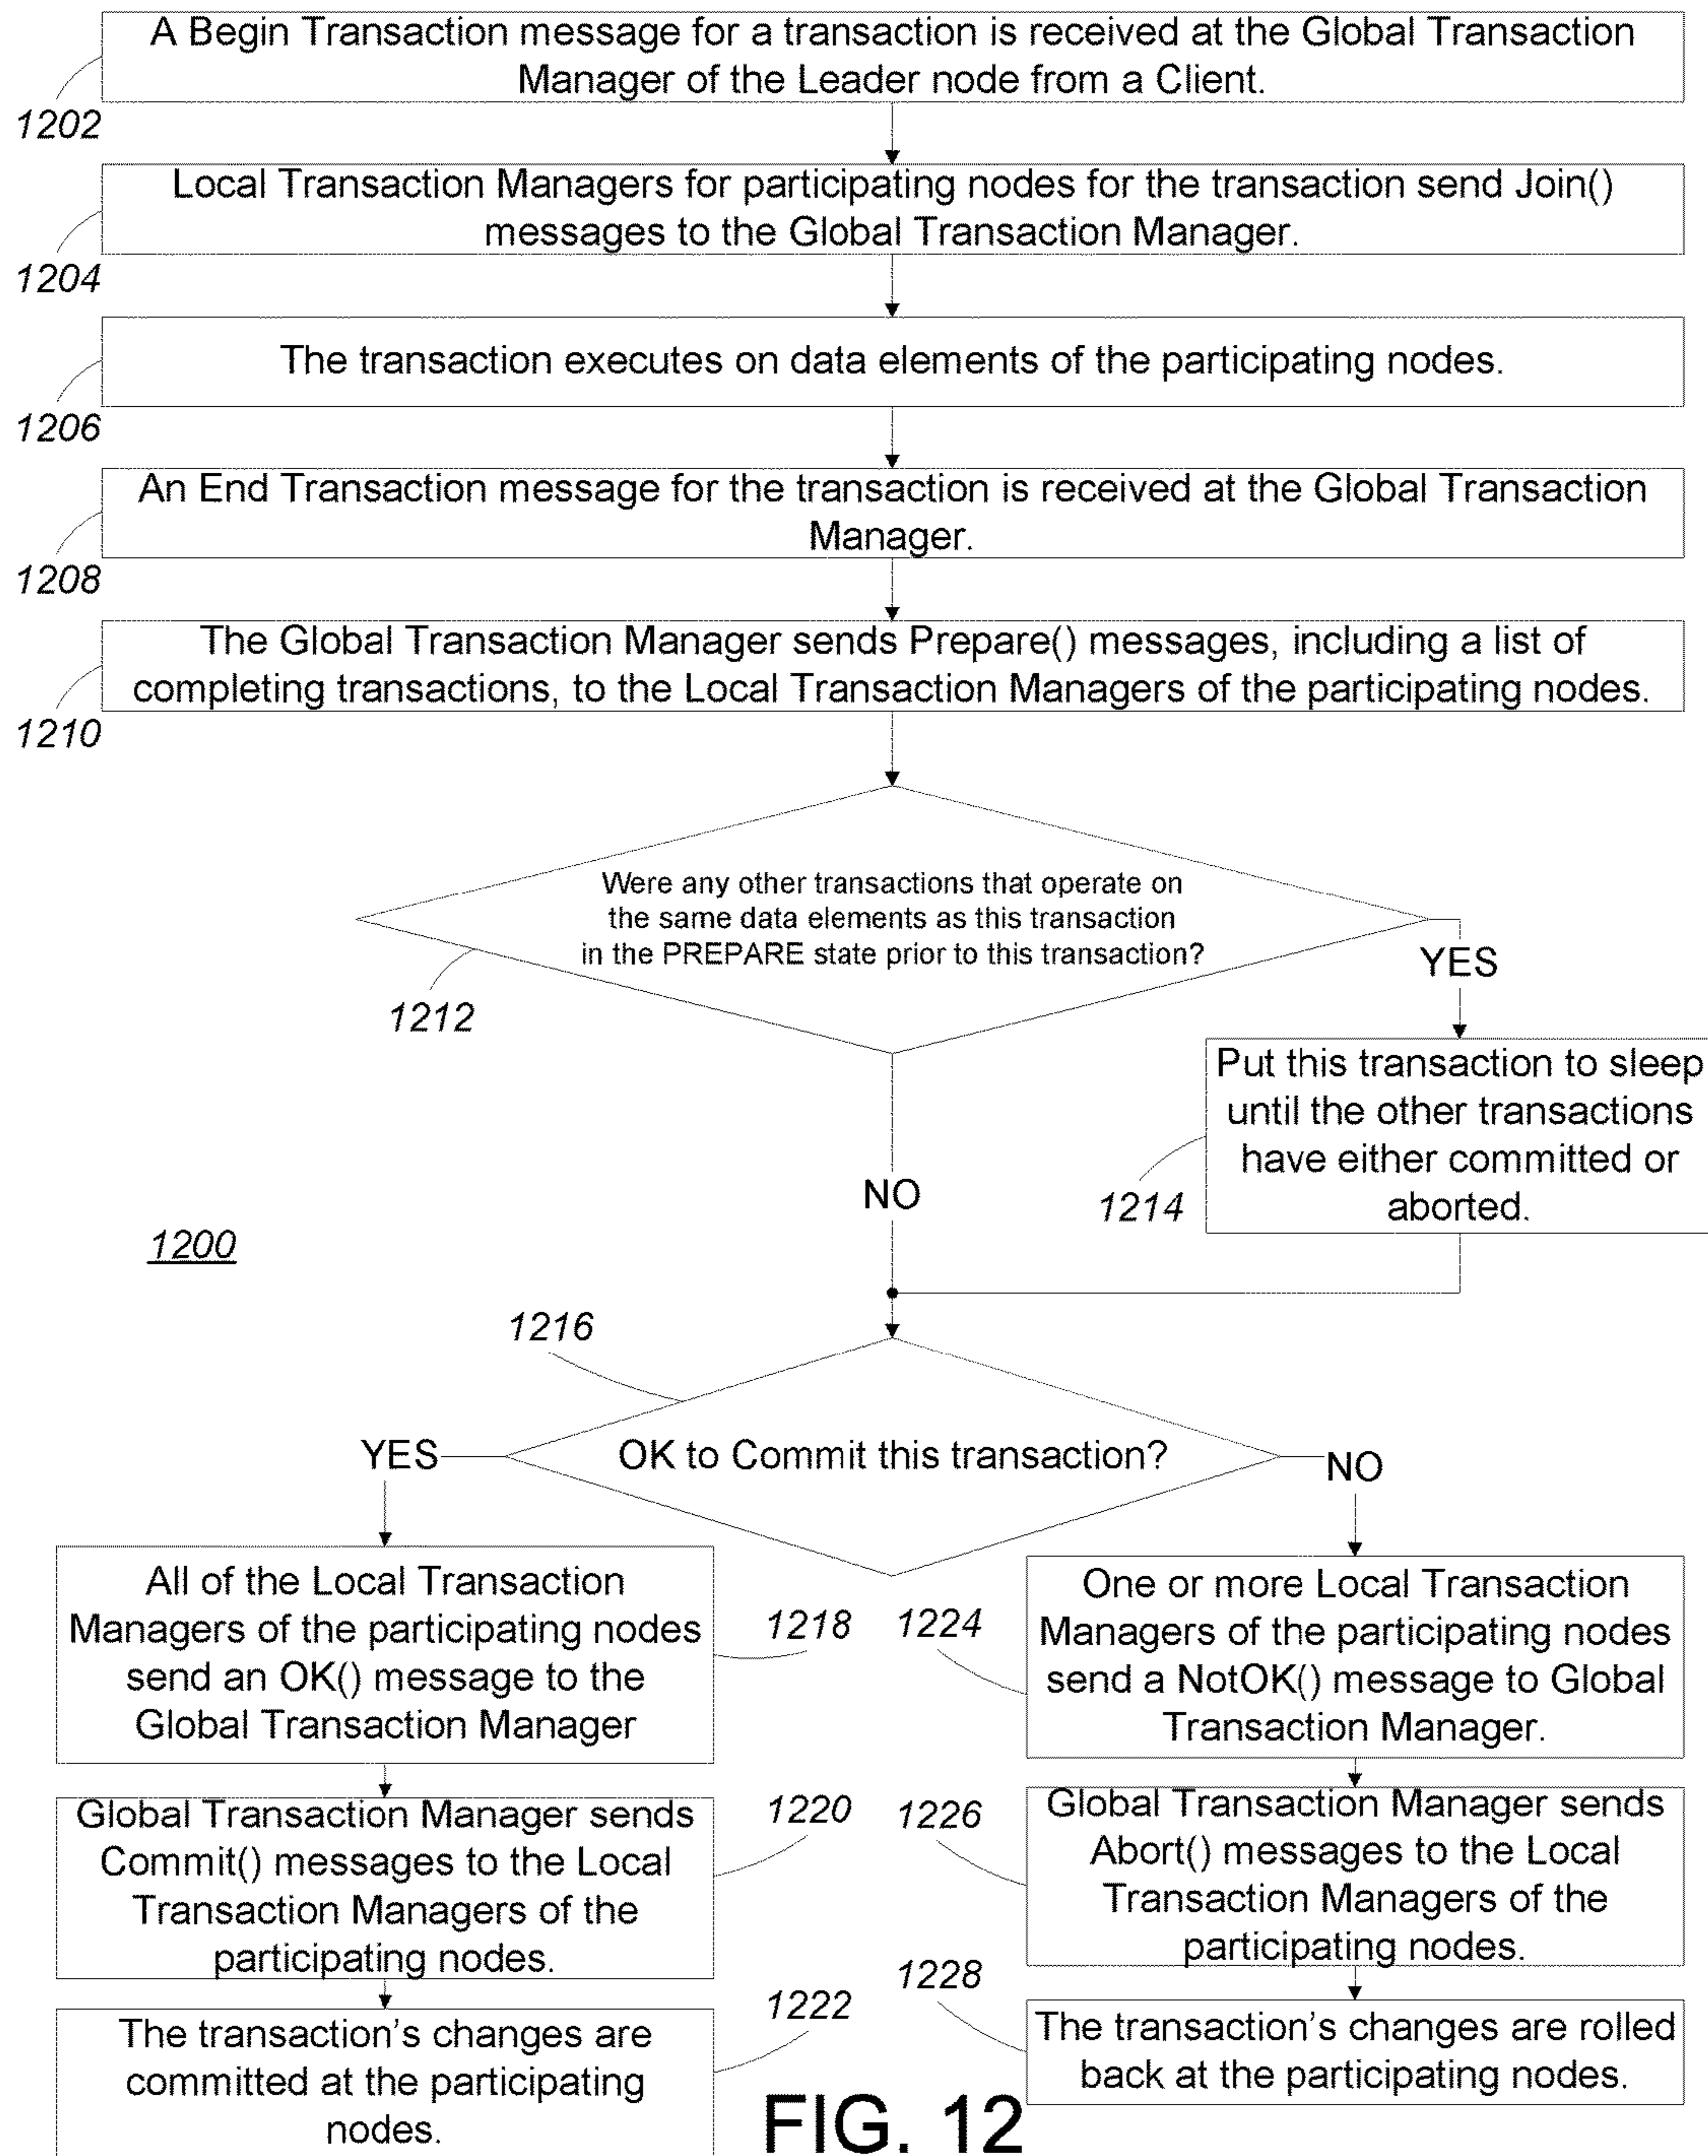 A Begin Transaction message for a transaction is received at the Global Transaction
Manager of the Leader node from a Client.
1202
Local Transaction Managers for participating nodes for the transaction send Join()
messages to the Global Transaction Manager.
1204
The transaction executes on data elements of the participating nodes.
1206
An End Transaction message for the transaction is received at the Global Transaction
Manager.
1208
The Global Transaction Manager sends Prepare() messages, including a list of
completing transactions, to the Local Transaction Managers of the participating nodes.
1210
Were any other transactions that operate on
the same data elements as this transaction
in the PREPARE state prior to this transaction?
1212
YES
Put this transaction to sleep
until the other transactions
have either committed or
aborted.
1214
NO
1200
1216
OK to Commit this transaction?
YES
NO
All of the Local Transaction
Managers of the participating nodes
send an OK() message to the
Global Transaction Manager
1218
1224
One or more Local Transaction
Managers of the participating nodes
send a NotOK() message to Global
Transaction Manager.
Global Transaction Manager sends
Commit() messages to the Local
Transaction Managers of the
participating nodes.
1220
1226
Global Transaction Manager sends
Abort() messages to the Local
Transaction Managers of the
participating nodes.
The transaction's changes are
committed at the participating
nodes.
1222
1228
The transaction's changes are rolled
back at the participating nodes.
FIG. 12